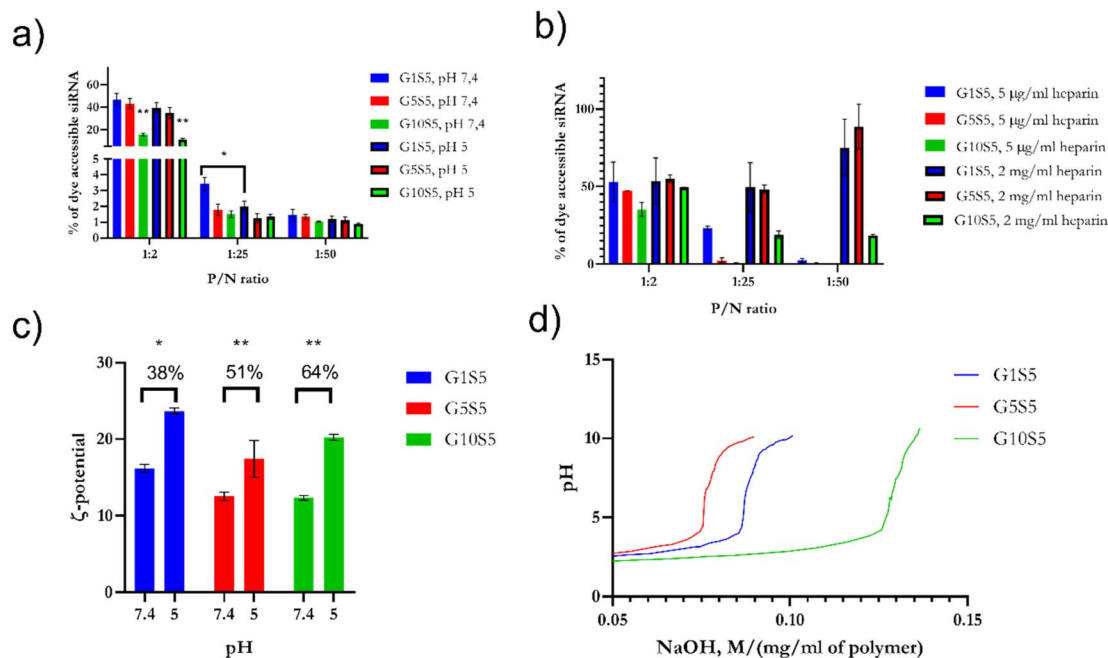 a)
% of dye accessible siRNA
60
40
20
5
4
3
2
1
0
**
**
*
1:2
1:25
1:50
P/N ratio
G1S5, pH 7,4
G5S5, pH 7,4
G10S5, pH 7,4
G1S5, pH 5
G5S5, pH 5
G10S5, pH 5
b)
% of dye accessible siRNA
100
50
0
1:2
1:25
1:50
P/N ratio
G1S5, 5 μg/ml heparin
G5S5, 5 μg/ml heparin
G10S5, 5 μg/ml heparin
G1S5, 2 mg/ml heparin
G5S5, 2 mg/ml heparin
G10S5, 2 mg/ml heparin
c)
ζ-potential
30
20
10
0
*
**
**
38%
51%
64%
7.4
5
7.4
5
7.4
5
pH
G1S5
G5S5
G10S5
d)
pH
15
10
5
0
0.05
0.10
0.15
NaOH, M/(mg/ml of polymer)
G1S5
G5S5
G10S5